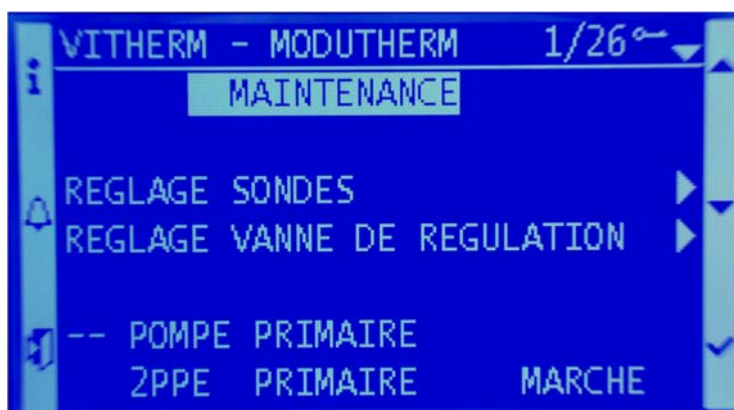 VITHERM - MODUTHERM 1/26
MAINTENANCE
REGLAGE SONDES
REGLAGE VANNE DE REGULATION
-- POMPE PRIMAIRE
2PPE PRIMAIRE MARCHE